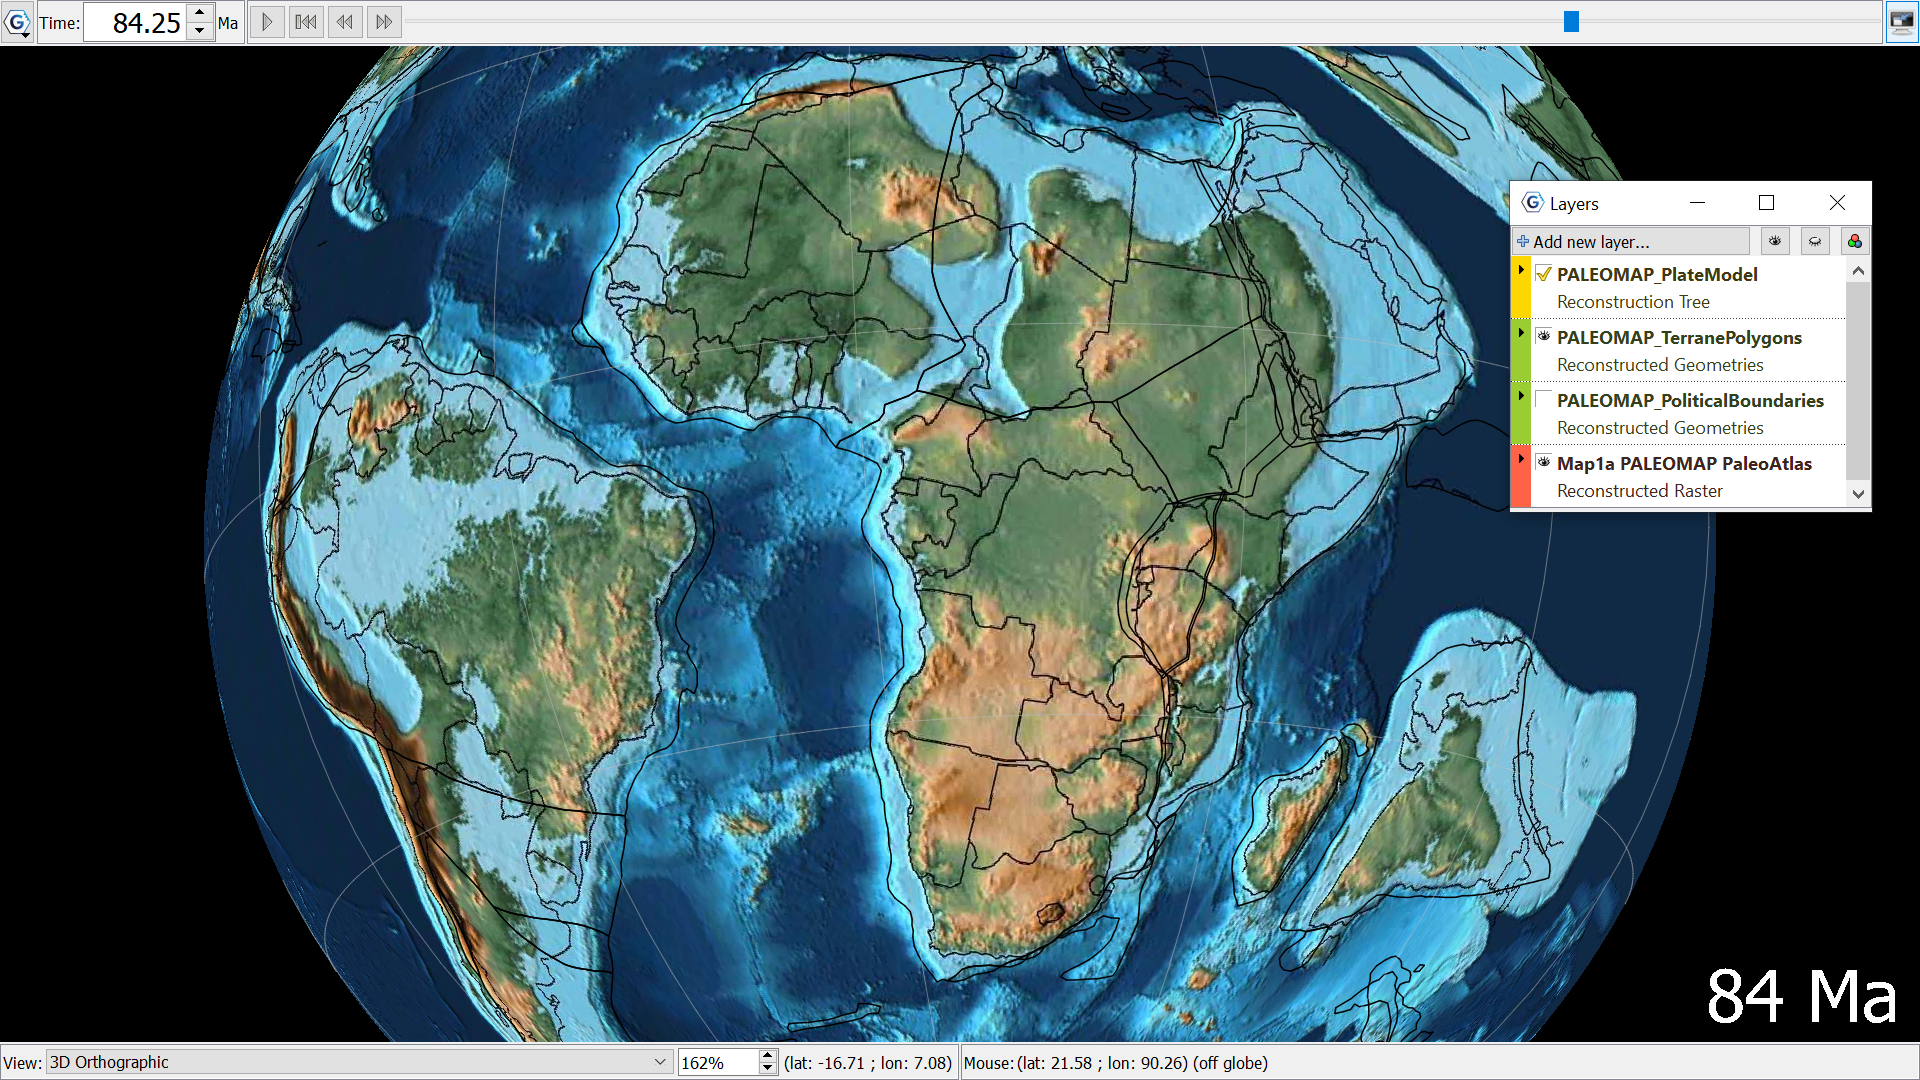 Time: 84.25 Ma
Layers
Add new layer...
PALEOMAP_PlateModel
Reconstruction Tree
PALEOMAP_TerranePolygons
Reconstructed Geometries
PALEOMAP_PoliticalBoundaries
Reconstructed Geometries
Map1a PALEOMAP PaleoAtlas
Reconstructed Raster
84 Ma
View: 3D Orthographic 162% (lat: -16.71 ; lon: 7.08) Mouse: (lat: 21.58 ; lon: 90.26) (off globe)